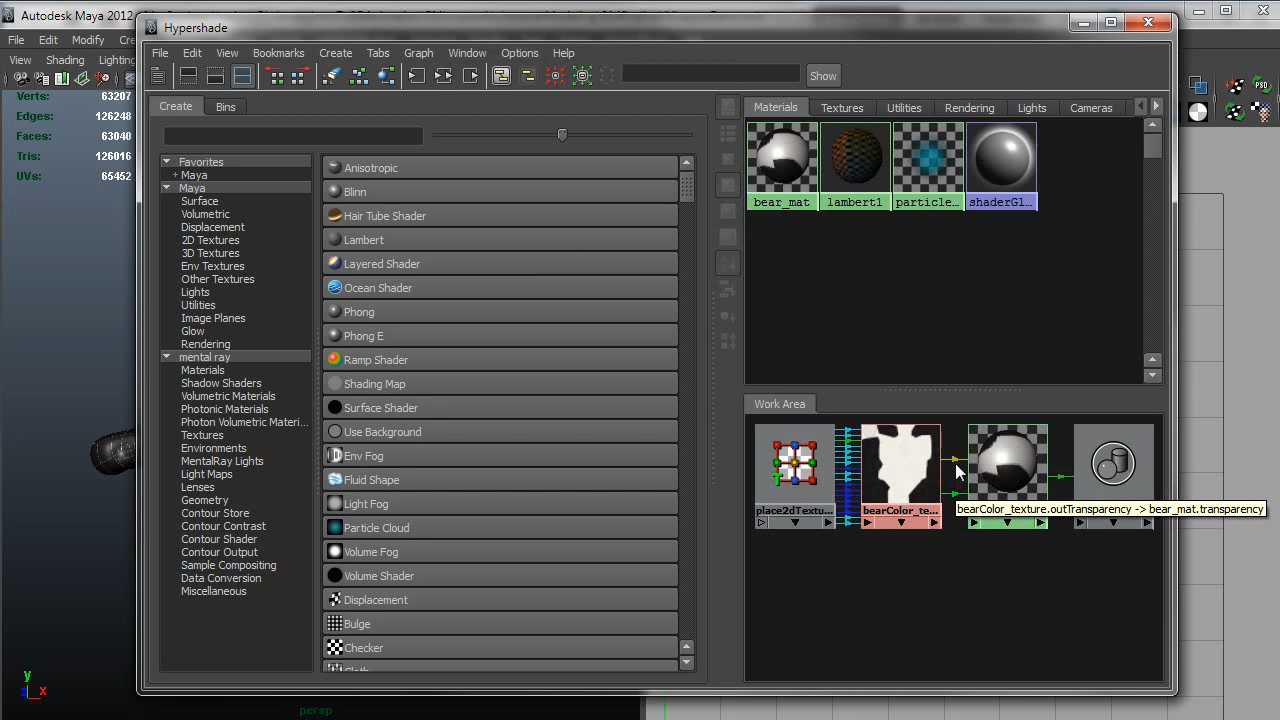 Autodesk Maya 2012
Hypershade
File Edit Modify Cre
View Shading Lighting
File Edit View Bookmarks Create Tabs Graph Window Options Help
Show
PSD
Verts: 63207
Edges: 126248
Faces: 63040
Tris: 126016
UVs: 65452
Create Bins
Materials Textures Utilities Rendering Lights Cameras
Favorites
+ Maya
Maya
Surface
Volumetric
Displacement
2D Textures
3D Textures
Env Textures
Other Textures
Lights
Utilities
Image Planes
Glow
Rendering
mental ray
Materials
Shadow Shaders
Volumetric Materials
Photonic Materials
Photon Volumetric Materi...
Textures
Environments
MentalRay Lights
Light Maps
Lenses
Geometry
Contour Store
Contour Contrast
Contour Shader
Contour Output
Sample Compositing
Data Conversion
Miscellaneous
Anisotropic
Blinn
Hair Tube Shader
Lambert
Layered Shader
Ocean Shader
Phong
Phong E
Ramp Shader
Shading Map
Surface Shader
Use Background
Env Fog
Fluid Shape
Light Fog
Particle Cloud
Volume Fog
Volume Shader
Displacement
Bulge
Checker
Cloth
bear_mat lambert1 particle... shaderGl...
Work Area
T
place2dTextu... bearColor_te...
bearColor_texture.outTransparency -> bear_mat.transparency
y
z x
persp